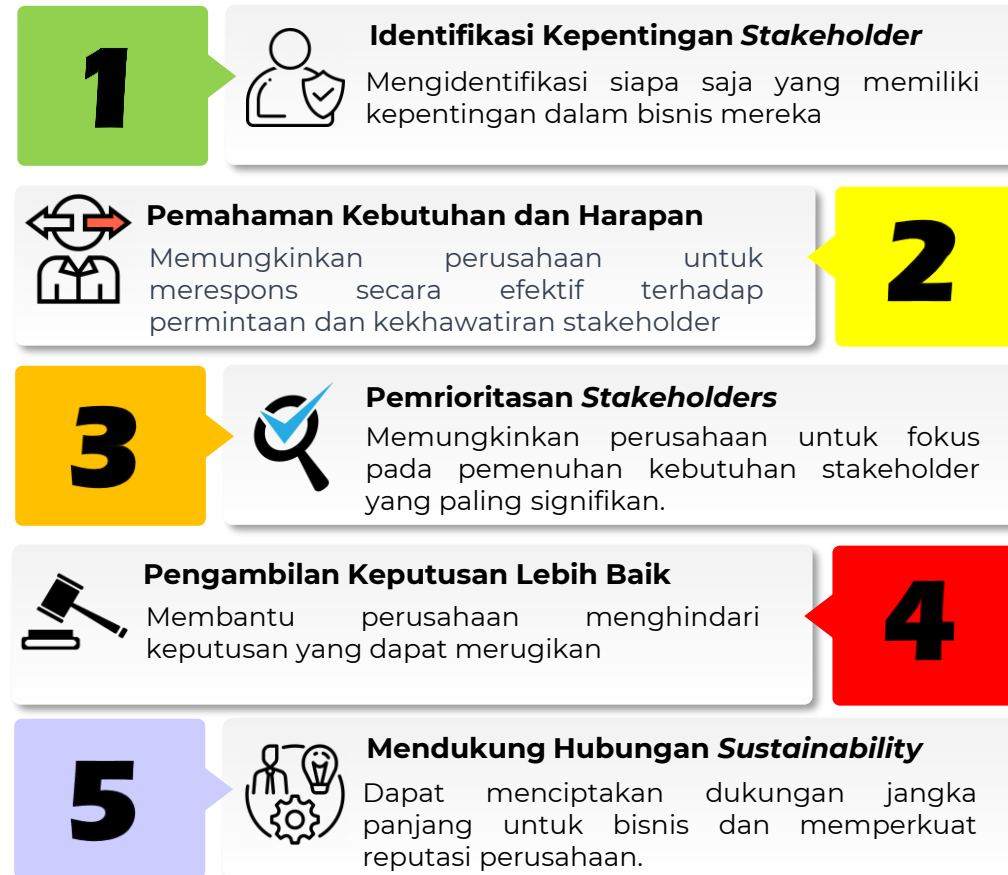 1
Identifikasi Kepentingan Stakeholder
Mengidentifikasi siapa saja yang memiliki
kepentingan dalam bisnis mereka
Pemahaman Kebutuhan dan Harapan
Memungkinkan perusahaan untuk
merespons secara efektif terhadap
permintaan dan kekhawatiran stakeholder
2
3
Pemrioritasan Stakeholders
Memungkinkan perusahaan untuk fokus
pada pemenuhan kebutuhan stakeholder
yang paling signifikan.
Pengambilan Keputusan Lebih Baik
Membantu perusahaan menghindari
keputusan yang dapat merugikan
4
5
Mendukung Hubungan Sustainability
Dapat menciptakan dukungan jangka
panjang untuk bisnis dan memperkuat
reputasi perusahaan.